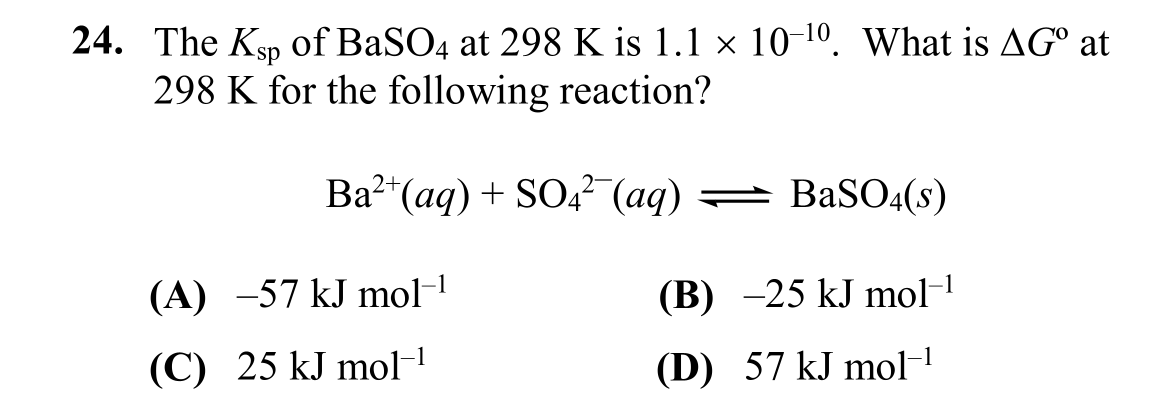 24. The Kₛₚ of BaSO₄ at 298 K is 1.1 × 10⁻¹⁰. What is ΔGº at
298 K for the following reaction?
Ba²⁺(aq) + SO₄²⁻(aq) ⇌ BaSO₄(s)
(A) –57 kJ mol⁻¹ (B) –25 kJ mol⁻¹
(C) 25 kJ mol⁻¹ (D) 57 kJ mol⁻¹